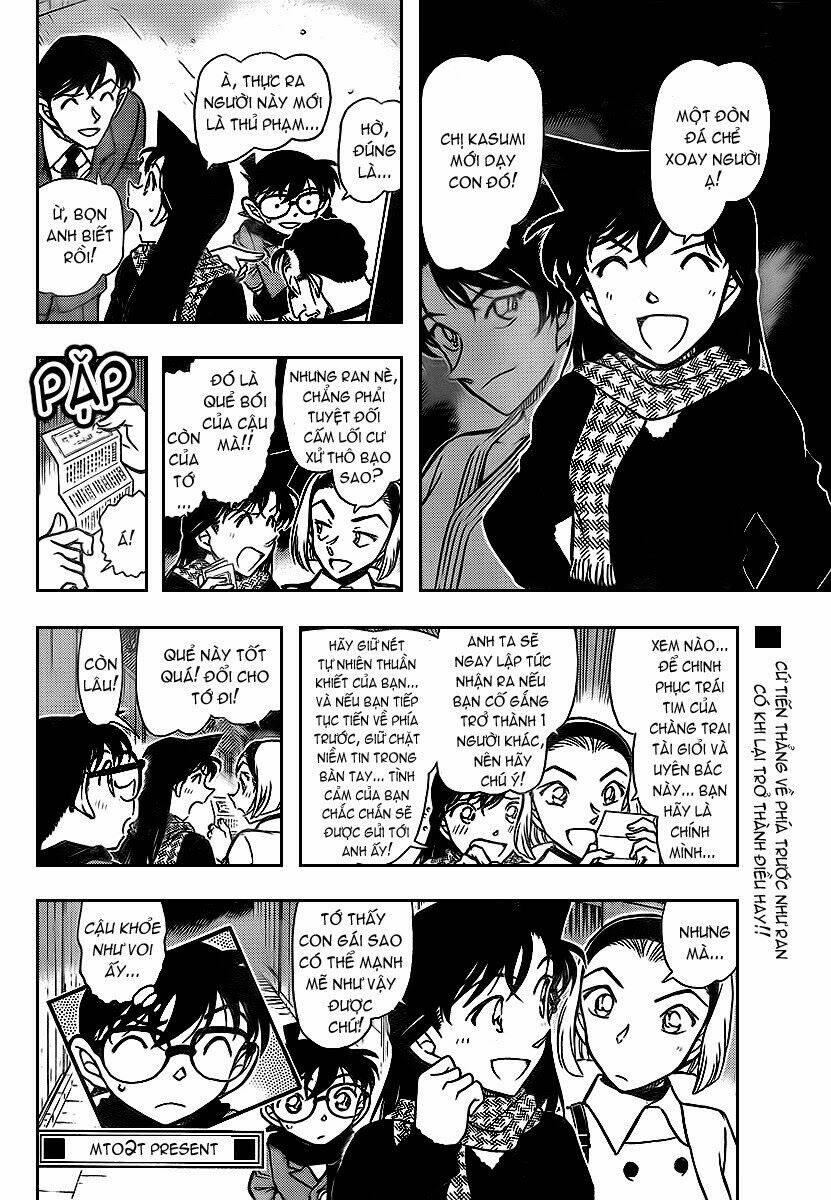 MỘT ĐÒN
ĐÁ CHẺ
XOAY NGƯỜI
Ạ!
CHỊ KASUMI
MỚI DẠY
CON ĐÓ!
À, THỰC RA
NGƯỜI NÀY MỚI
LÀ THỦ PHẠM...
HỜ,
ĐÚNG
LÀ...
Ừ, BỌN
ANH BIẾT
RỒI!
NHƯNG RAN NÈ,
CHẲNG PHẢI
TUYỆT ĐỐI
CẤM LỐI CƯ
XỬ THÔ BẠO
SAO?
ĐÓ LÀ
QUẺ BÓI
CỦA CẬU
MÀ!!
CÒN
CỦA
TỚ
...
PẶP
Á!
XEM NÀO...
ĐỂ CHINH
PHỤC TRÁI
TIM CỦA
CHÀNG TRAI
TÀI GIỎI VÀ
UYÊN BÁC
NÀY... BẠN
HÃY LÀ
CHÍNH
MÌNH...
ANH TA SẼ
NGAY LẬP TỨC
NHẬN RA NẾU
BẠN CỐ GẮNG
TRỞ THÀNH 1
NGƯỜI KHÁC,
NÊN HÃY
CHÚ Ý!
HÃY GIỮ NÉT
TỰ NHIÊN THUẦN
KHIẾT CỦA BẠN...
VÀ NẾU BẠN TIẾP
TỤC TIẾN VỀ PHÍA
TRƯỚC, GIỮ CHẶT
NIỀM TIN TRONG
BÀN TAY... TÌNH
CẢM CỦA BẠN
CHẮC CHẮN SẼ
ĐƯỢC GỬI TỚI
ANH ẤY!
QUẺ NÀY TỐT
QUÁ! ĐỔI CHO
TỚ ĐI!
CÒN
LÂU!
CỨ TIẾN THẲNG VỀ PHÍA TRƯỚC NHƯ RAN
CÓ KHI LẠI TRỞ THÀNH ĐIỀU HAY!!
NHƯNG
MÀ...
TỚ THẤY
CON GÁI SAO
CÓ THỂ MẠNH
MẼ NHƯ VẬY
ĐƯỢC
CHỨ!
CẬU KHỎE
NHƯ VOI
ẤY...
MTO2T PRESENT